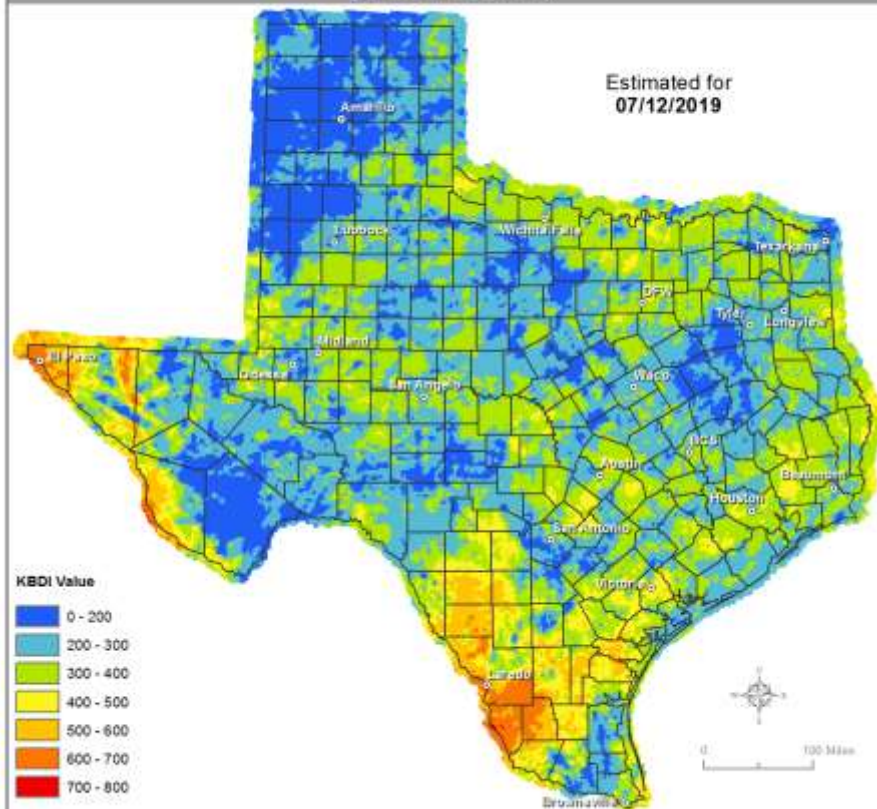 Estimated for
07/12/2019
Amarillo
Lubbock
Wichita Falls
Texarkana
DFW
Tyler
Longview
El Paso
Midland
Odessa
San Angelo
Waco
BCS
Austin
Beaumont
Houston
San Antonio
Victoria
Laredo
Brownsville
KBDI Value
0 - 200
200 - 300
300 - 400
400 - 500
500 - 600
600 - 700
700 - 800
0 100 Miles